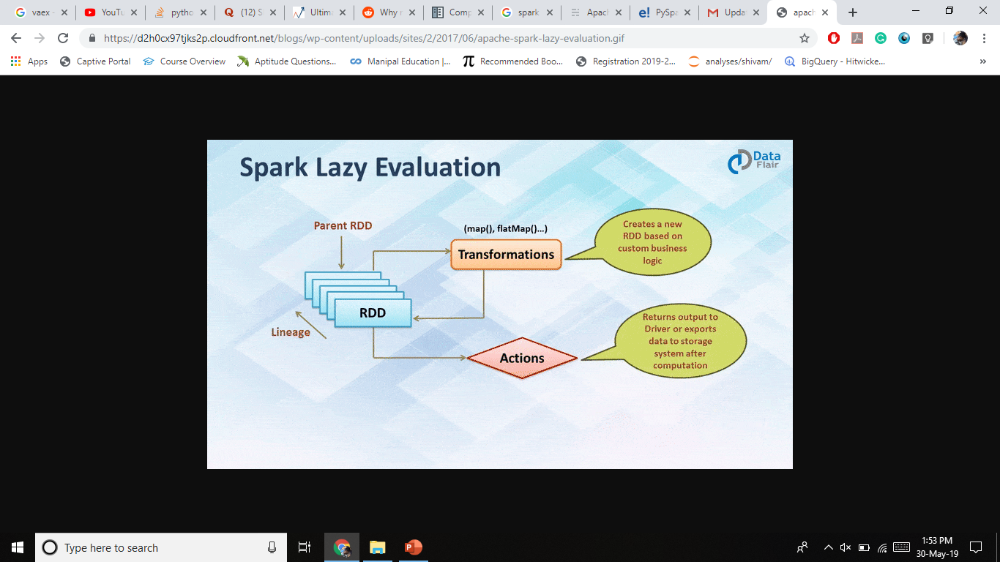 vaex -
YouTu
pytho
(12) S
Ultima
Why n
Comp
spark
Apach
PySpa
Updat
apach
https://d2h0cx97tjks2p.cloudfront.net/blogs/wp-content/uploads/sites/2/2017/06/apache-spark-lazy-evaluation.gif
Apps
Captive Portal
Course Overview
Aptitude Questions...
Manipal Education |...
Recommended Boo...
Registration 2019-2...
analyses/shivam/
BigQuery - Hitwicke...
Spark Lazy Evaluation
Data
Flair
Parent RDD
(map(), flatMap()...)
Transformations
Creates a new
RDD based on
custom business
logic
RDD
Lineage
Actions
Returns output to
Driver or exports
data to storage
system after
computation
Type here to search
1:53 PM
30-May-19